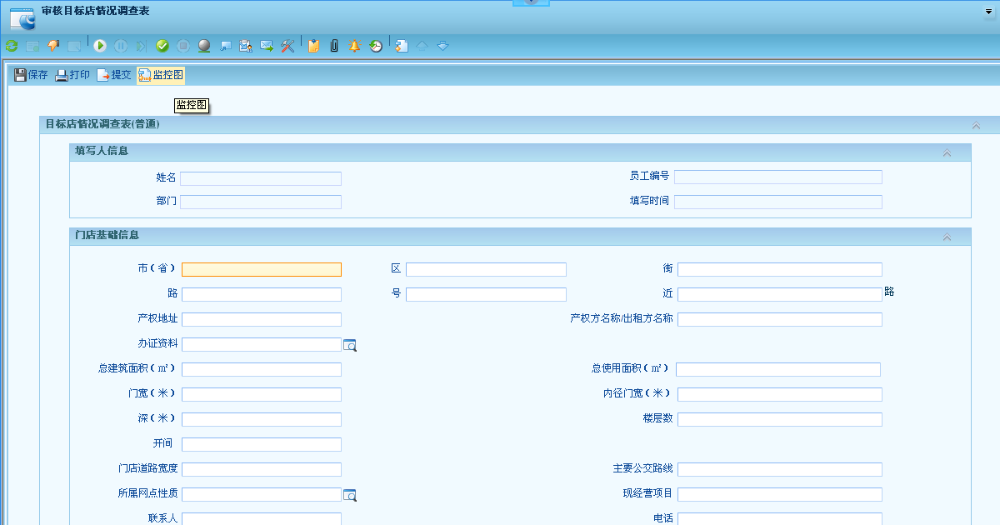 审核目标店情况调查表
保存 打印 提交 监控图
监控图
目标店情况调查表(普通)
填写人信息
姓名 员工编号
部门 填写时间
门店基础信息
市（省） 区 街
路 号 近 路
产权地址 产权方名称/出租方名称
办证资料
总建筑面积（㎡） 总使用面积（㎡）
门宽（米） 内径门宽（米）
深（米） 楼层数
开间
门店道路宽度 主要公交路线
所属网点性质 现经营项目
联系人 电话